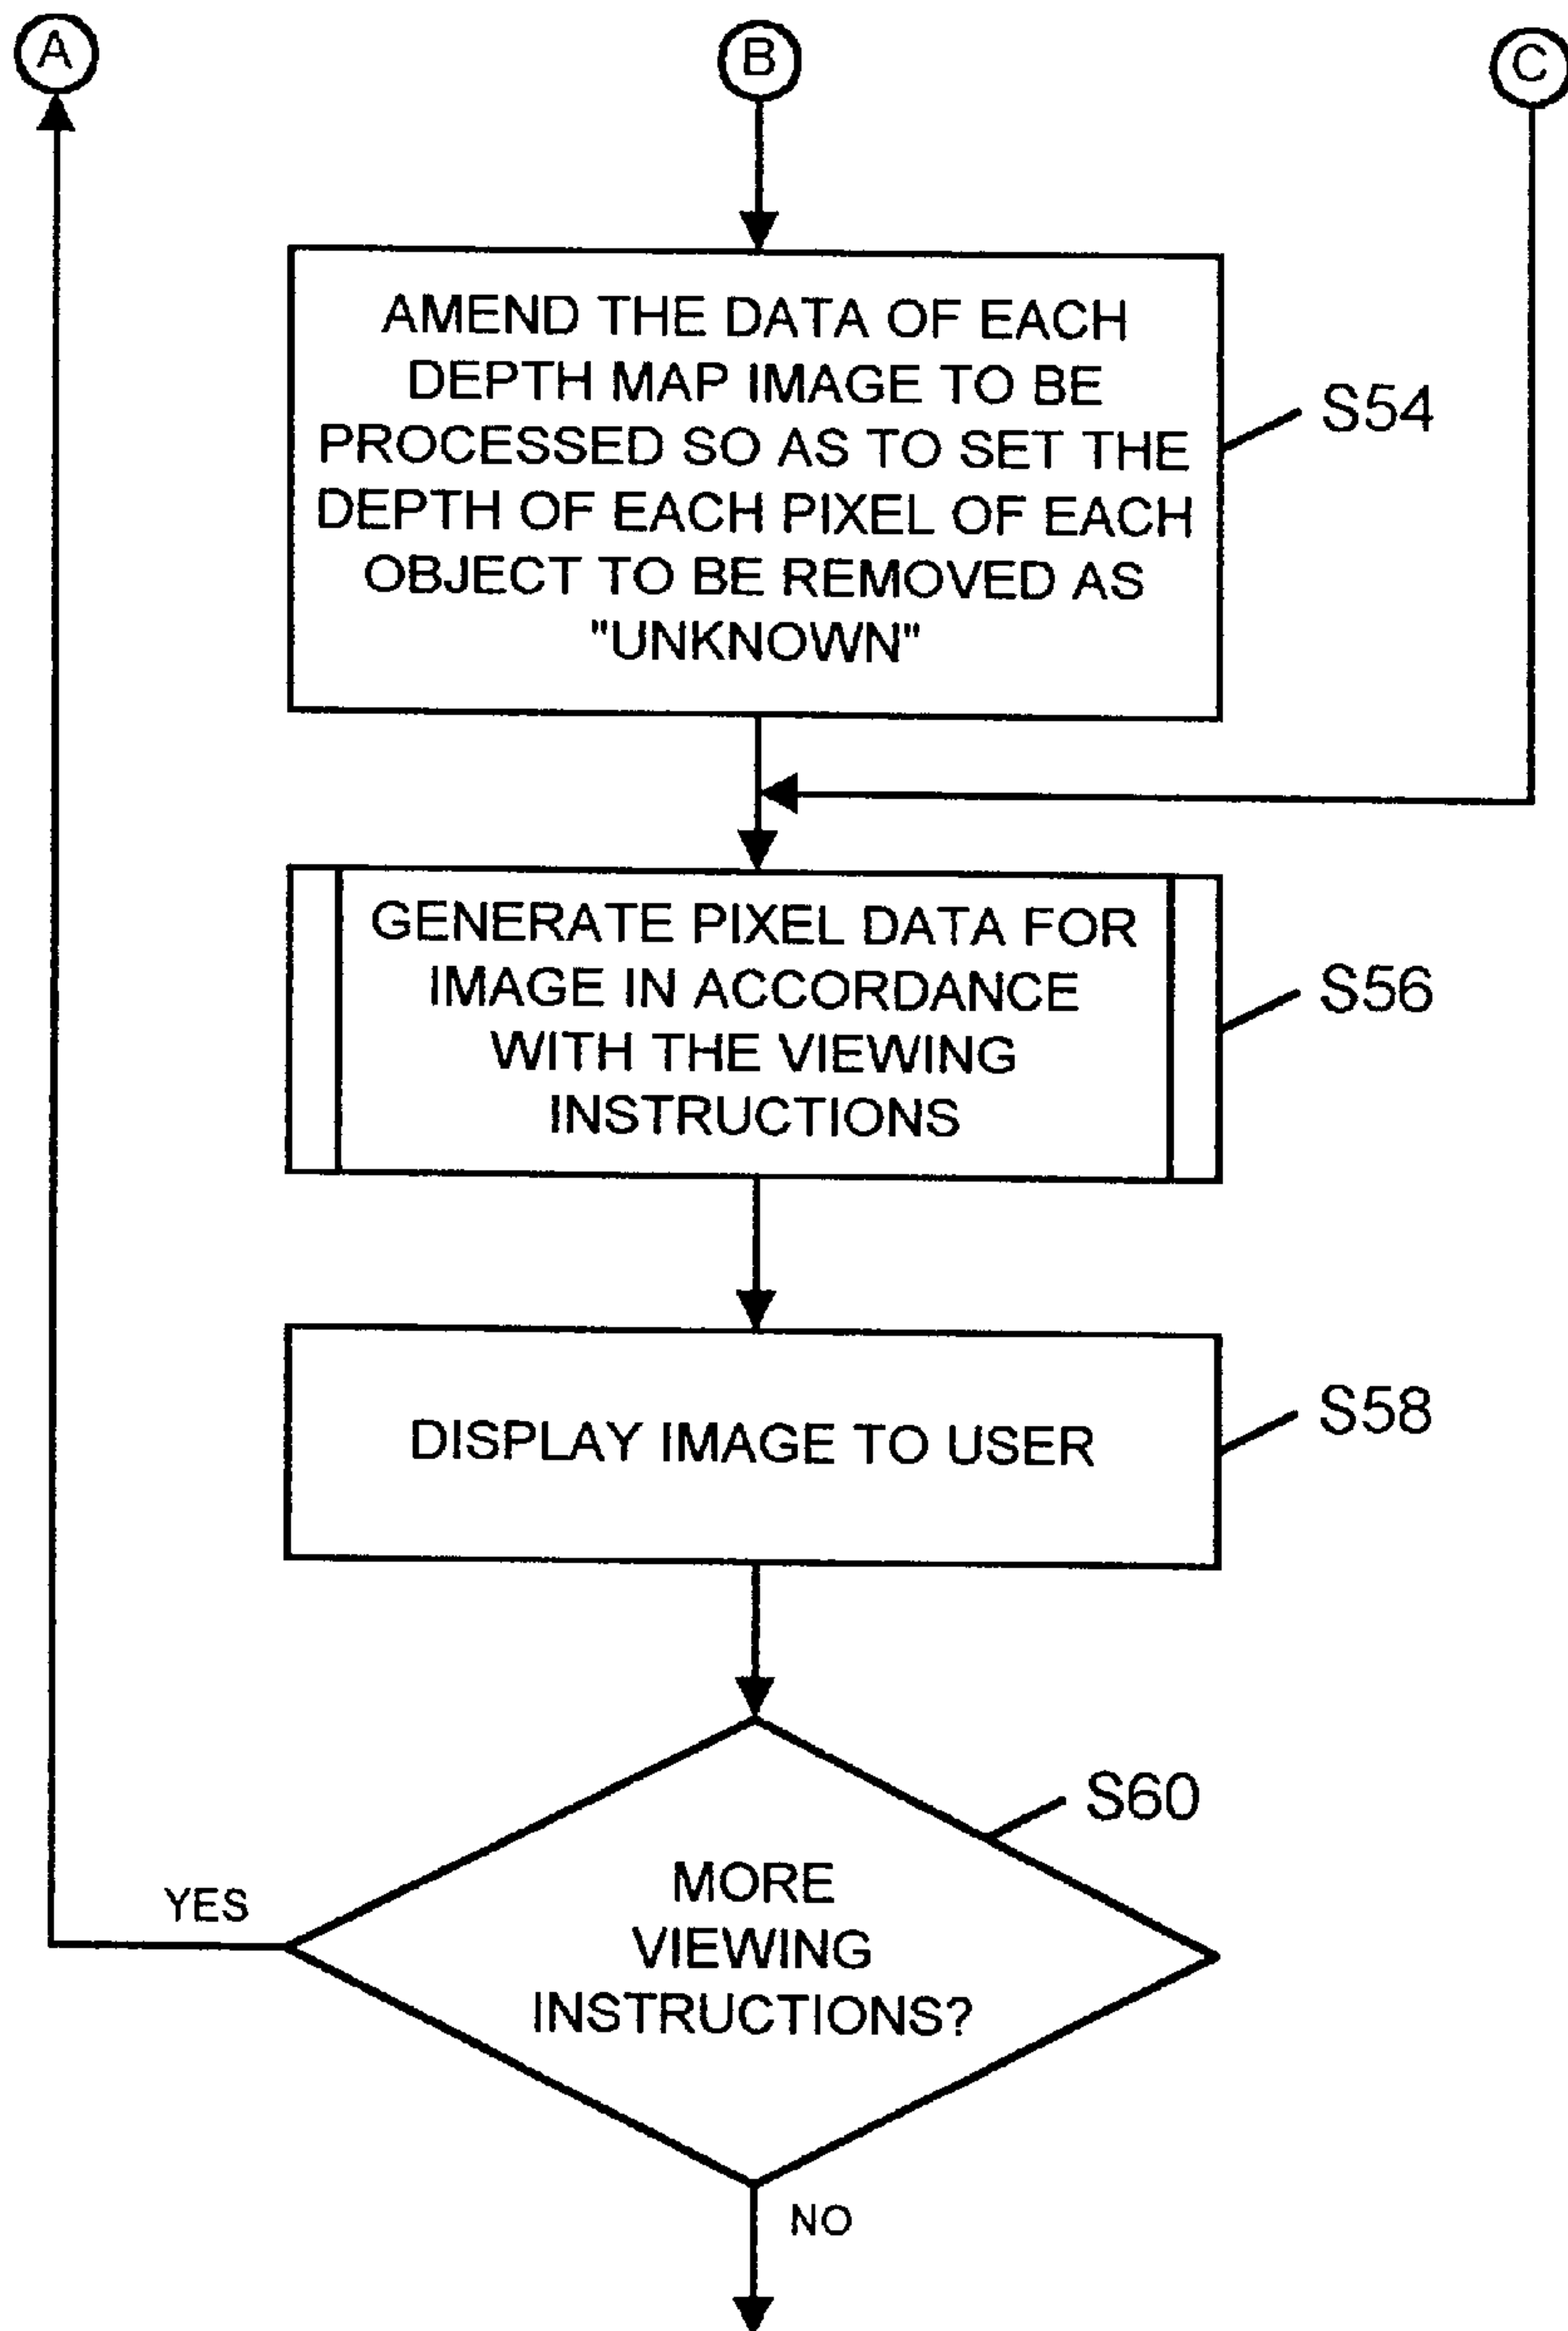 A
B
C
AMEND THE DATA OF EACH
DEPTH MAP IMAGE TO BE
PROCESSED SO AS TO SET THE
DEPTH OF EACH PIXEL OF EACH
OBJECT TO BE REMOVED AS
"UNKNOWN"
S54
GENERATE PIXEL DATA FOR
IMAGE IN ACCORDANCE
WITH THE VIEWING
INSTRUCTIONS
S56
DISPLAY IMAGE TO USER
S58
S60
MORE
VIEWING
INSTRUCTIONS?
YES
NO